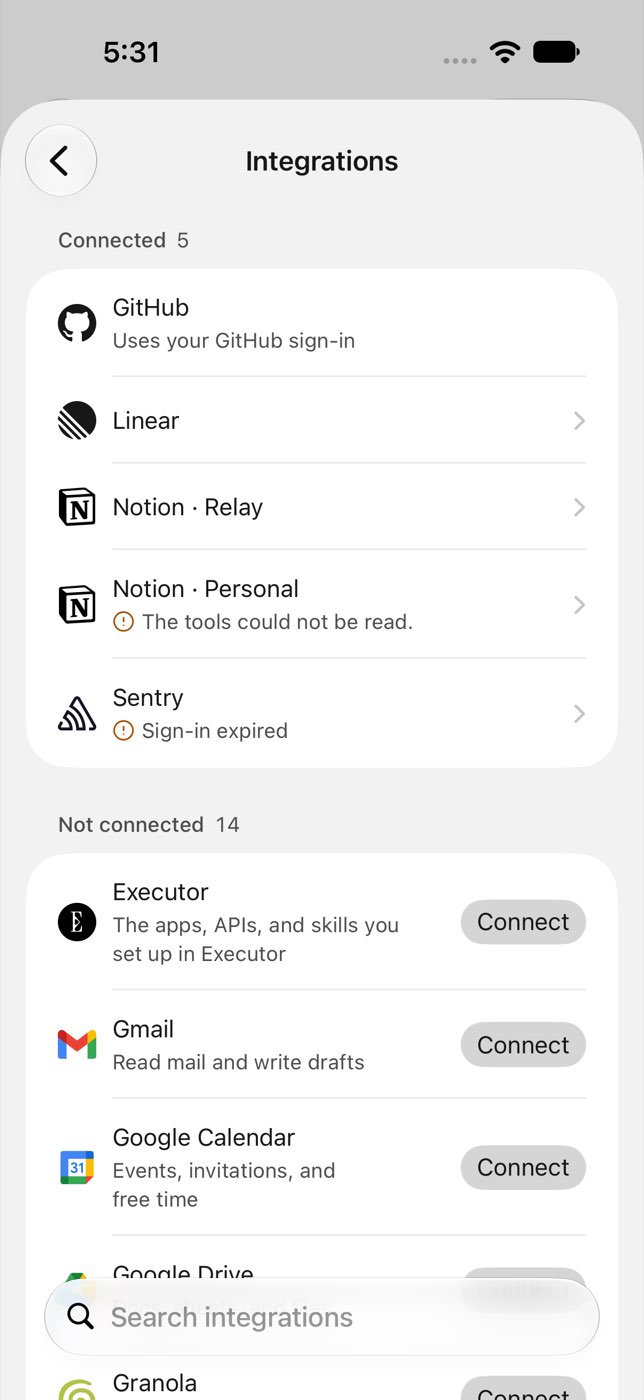 5:31
Integrations
Connected 5
GitHub
Uses your GitHub sign-in
Linear
Notion · Relay
Notion · Personal
The tools could not be read.
Sentry
Sign-in expired
Not connected 14
Executor
The apps, APIs, and skills you
set up in Executor
Connect
Gmail
Read mail and write drafts
Connect
Google Calendar
31
Events, invitations, and
free time
Connect
Google Drive
Connect
Search integrations
Granola
Connect